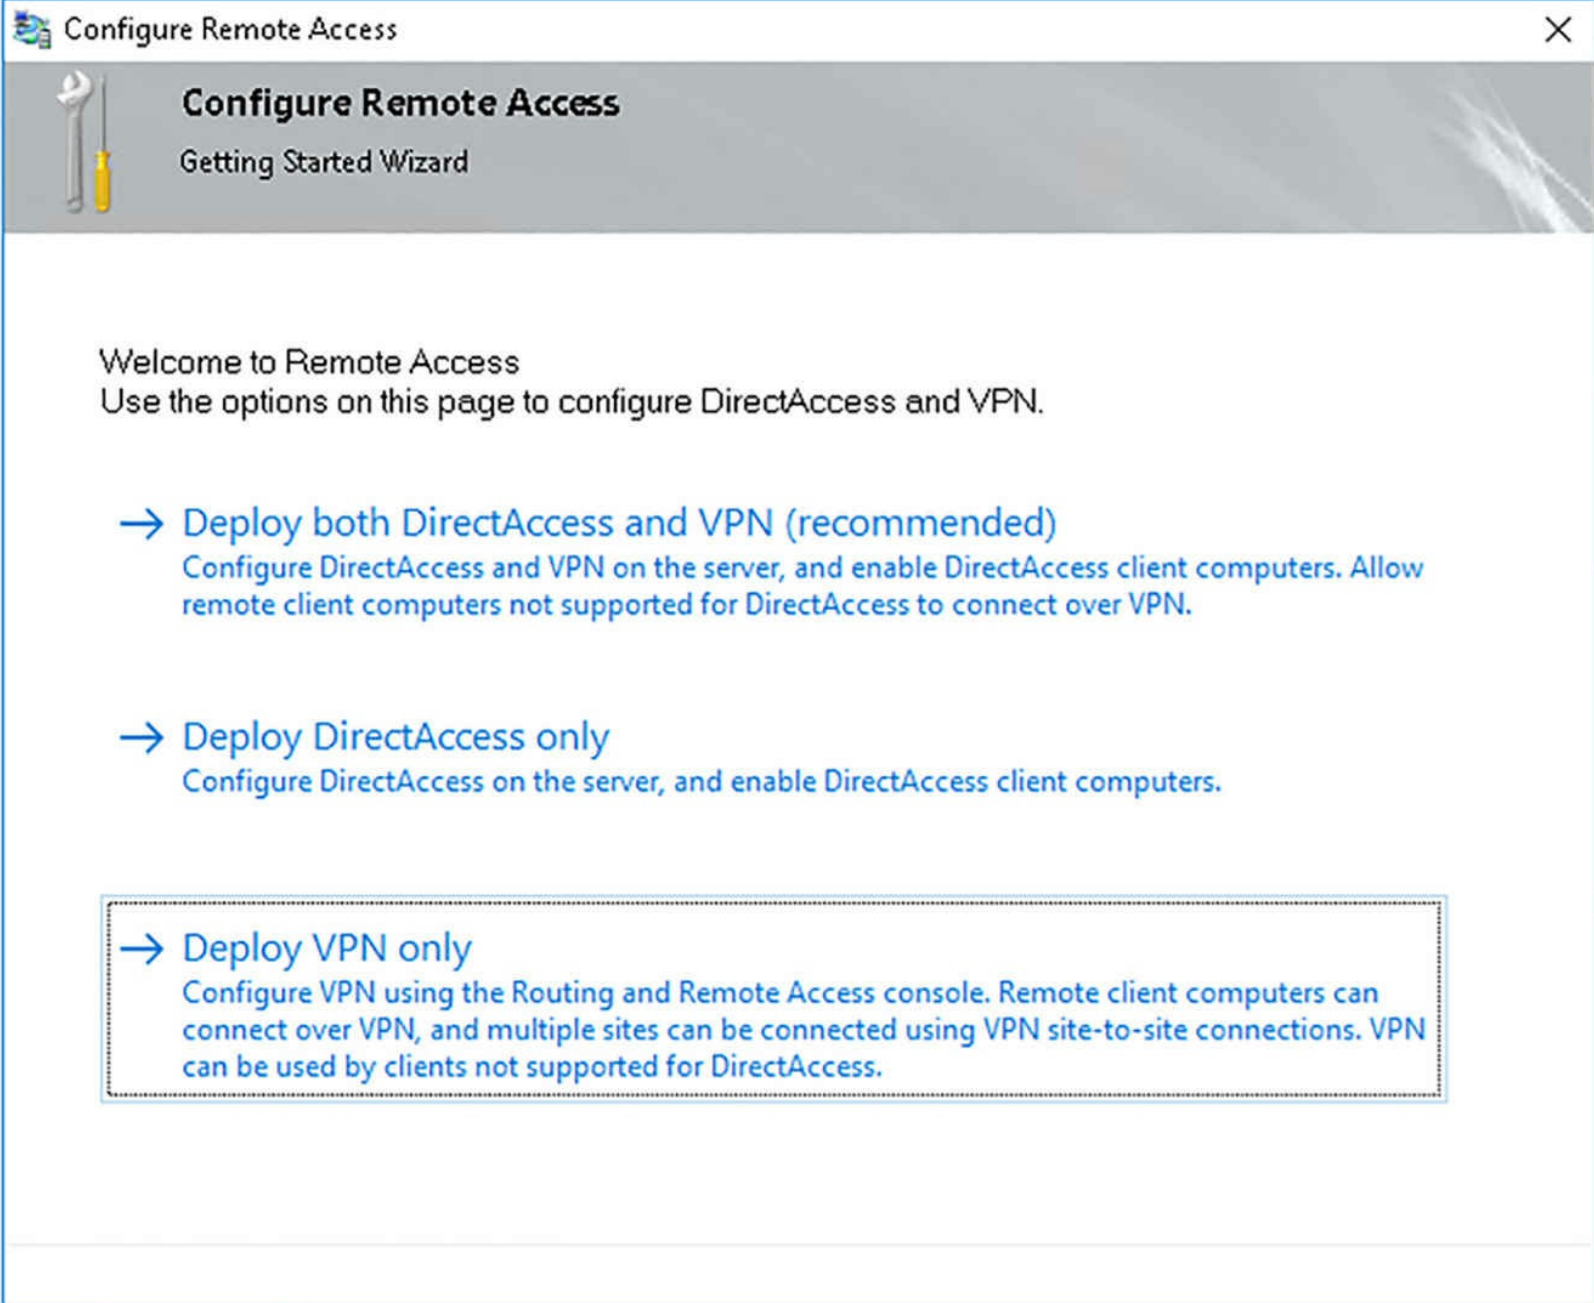 Configure Remote Access
Configure Remote Access
Getting Started Wizard
Welcome to Remote Access
Use the options on this page to configure DirectAccess and VPN.
Deploy both DirectAccess and VPN (recommended)
Configure DirectAccess and VPN on the server, and enable DirectAccess client computers. Allow
remote client computers not supported for DirectAccess to connect over VPN.
Deploy DirectAccess only
Configure DirectAccess on the server, and enable DirectAccess client computers.
Deploy VPN only
Configure VPN using the Routing and Remote Access console. Remote client computers can
connect over VPN, and multiple sites can be connected using VPN site-to-site connections. VPN
can be used by clients not supported for DirectAccess.